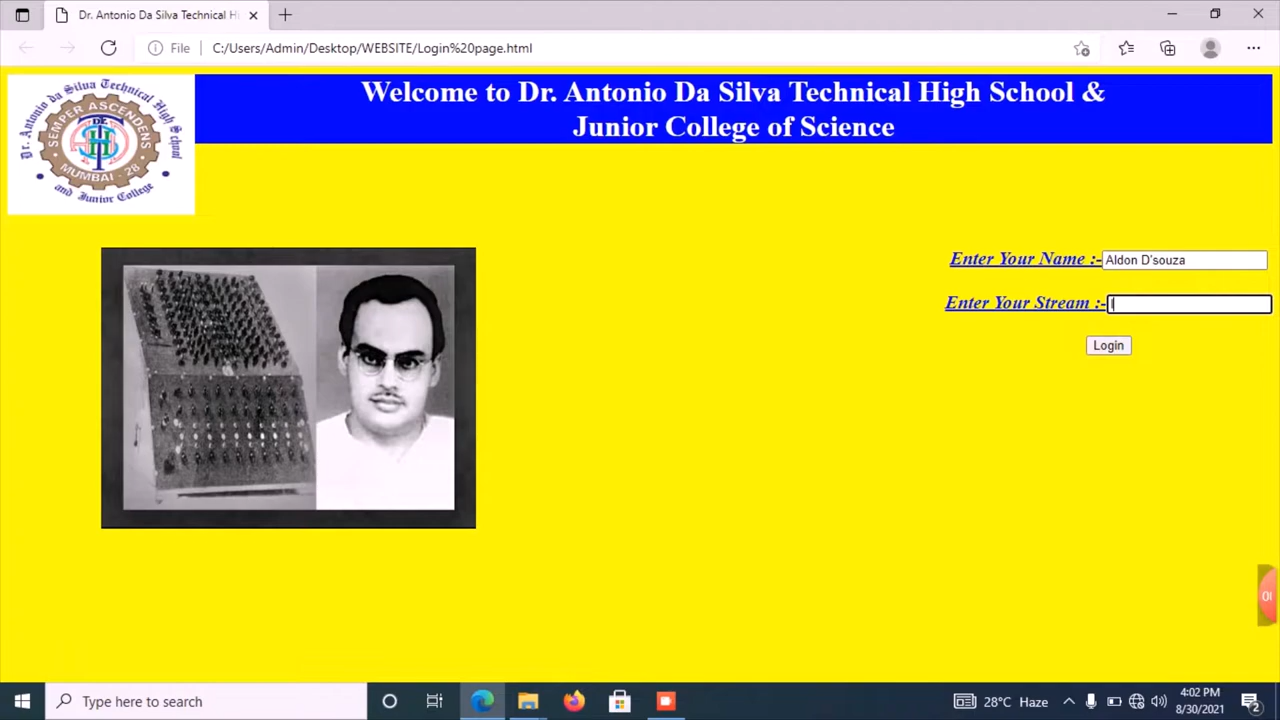 Dr. Antonio Da Silva Technical Hi
File
C:/Users/Admin/Desktop/WEBSITE/Login%20page.html
Dr. Antonio da Silva Technical High School
SEMPER ASCENDENS
MUMBAI - 28
and Junior College
Welcome to Dr. Antonio Da Silva Technical High School &
Junior College of Science
Enter Your Name :- Aldon D'souza
Enter Your Stream :-
Login
Type here to search
28°C Haze
4:02 PM
8/30/2021
2